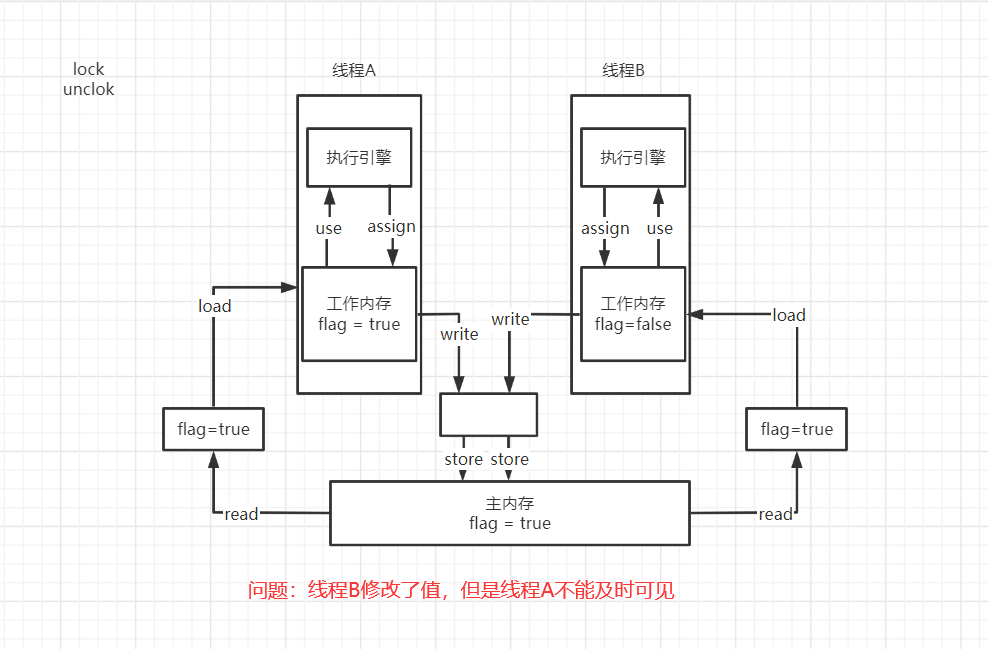 lock
unclok
线程A
线程B
执行引擎
执行引擎
use
assign
assign
use
工作内存
flag = true
工作内存
flag=false
load
write
write
load
flag=true
flag=true
store
store
主内存
flag = true
read
read
问题：线程B修改了值，但是线程A不能及时可见